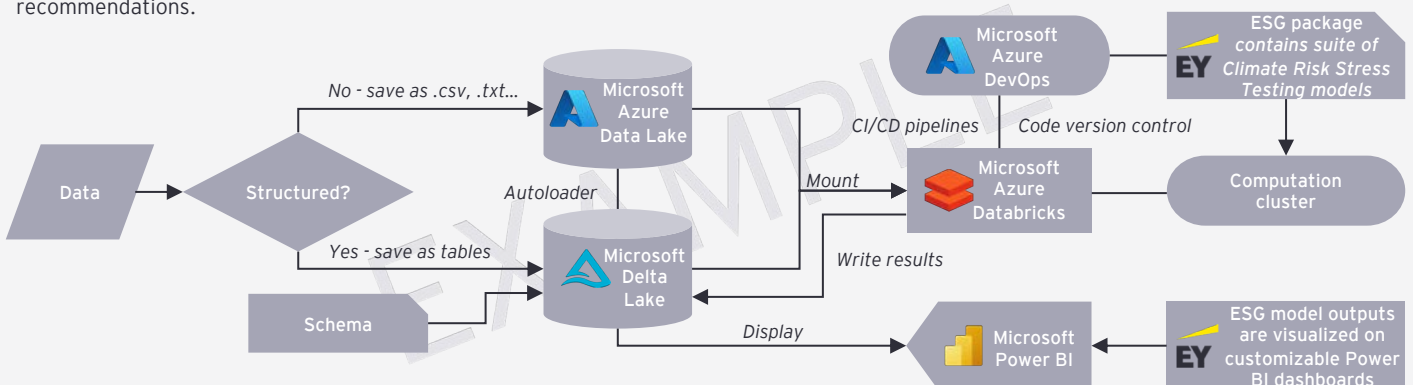 recommendations.
Microsoft
Azure
DevOps
EY
ESG package
contains suite of
Climate Risk Stress
Testing models
No - save as .csv, .txt...
Microsoft
Azure
Data Lake
CI/CD pipelines
Code version control
Data
Structured?
Autoloader
Mount
Microsoft
Azure
Databricks
Computation
cluster
Yes - save as tables
Microsoft
Delta
Lake
Write results
Schema
Display
Microsoft
Power BI
EY
ESG model outputs
are visualized on
customizable Power
BI dashboards
EXAMPLE